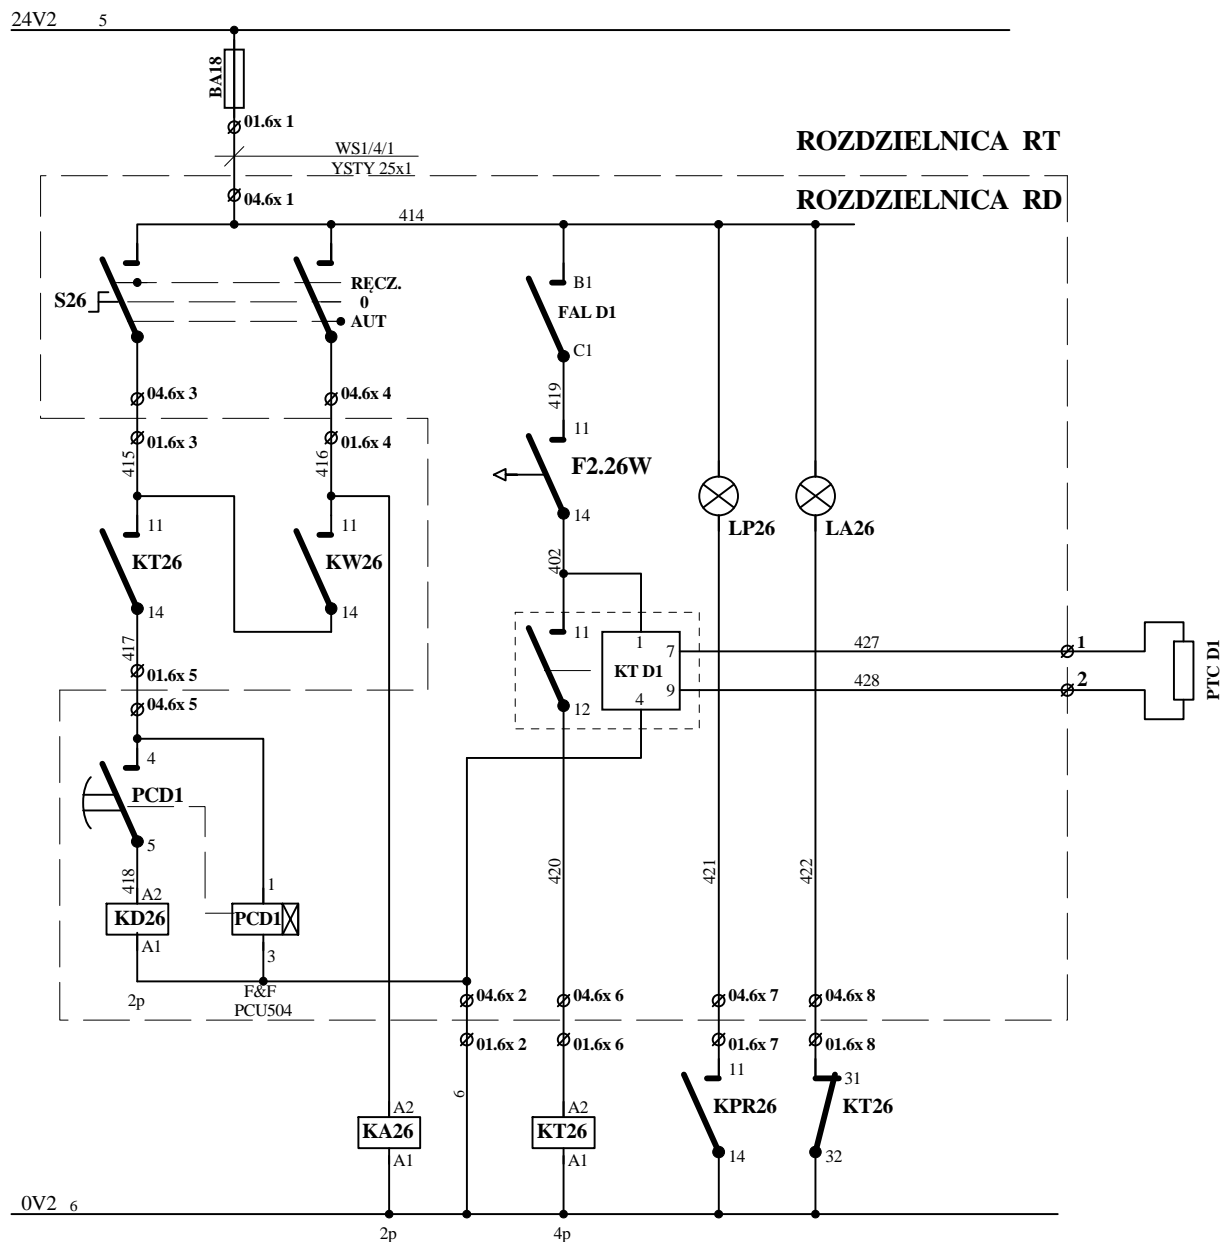 24V2 5
BA18
01.6x 1
WS1/4/1
YSTY 25x1
ROZDZIELNICA RT
04.6x 1
ROZDZIELNICA RD
414
S26
RĘCZ.
0
AUT
B1
FAL D1
C1
04.6x 3
04.6x 4
419
01.6x 3
01.6x 4
415
416
11
F2.26W
14
LP26
LA26
11
KT26
14
11
KW26
14
402
417
01.6x 5
04.6x 5
11
12
1
7
KT D1
9
4
427
428
1
2
PTC D1
4
PCD1
5
418
A2
KD26
A1
2p
1
PCD1
3
F&F
PCU504
420
421
422
04.6x 2
04.6x 6
04.6x 7
04.6x 8
01.6x 2
01.6x 6
01.6x 7
01.6x 8
6
A2
KA26
A1
A2
KT26
A1
11
KPR26
14
31
KT26
32
0V2 6
2p
4p